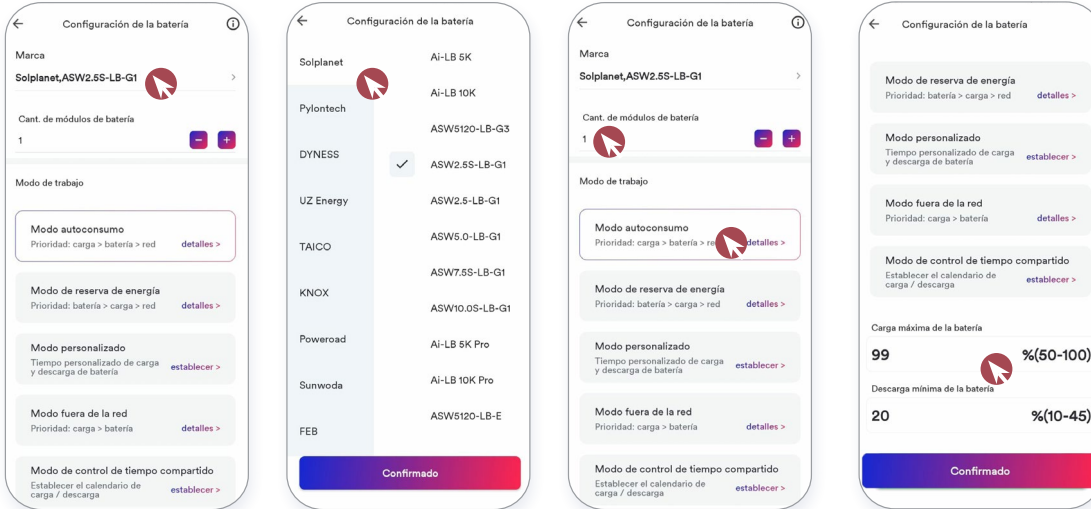 Configuración de la batería
Marca
Solplanet,ASW2.5S-LB-G1 >
Cant. de módulos de batería
1 - +
Modo de trabajo
Modo autoconsumo
Prioridad: carga > batería > red detalles >
Modo de reserva de energía
Prioridad: batería > carga > red detalles >
Modo personalizado
Tiempo personalizado de carga
y descarga de batería establecer >
Modo fuera de la red
Prioridad: carga > batería detalles >
Modo de control de tiempo compartido
Establecer el calendario de
carga / descarga establecer >
Configuración de la batería
Solplanet
Pylontech
DYNESS
UZ Energy
TAICO
KNOX
Poweroad
Sunwoda
FEB
Ai-LB 5K
Ai-LB 10K
ASW5120-LB-G3
ASW2.5S-LB-G1
ASW2.5-LB-G1
ASW5.0-LB-G1
ASW7.5S-LB-G1
ASW10.0S-LB-G1
Ai-LB 5K Pro
Ai-LB 10K Pro
ASW5120-LB-E
Confirmado
Configuración de la batería
Marca
Solplanet,ASW2.5S-LB-G1 >
Cant. de módulos de batería
1 - +
Modo de trabajo
Modo autoconsumo
Prioridad: carga > batería > detalles >
Modo de reserva de energía
Prioridad: batería > carga > red detalles >
Modo personalizado
Tiempo personalizado de carga
y descarga de batería establecer >
Modo fuera de la red
Prioridad: carga > batería detalles >
Modo de control de tiempo compartido
Establecer el calendario de
carga / descarga establecer >
Configuración de la batería
Modo de reserva de energía
Prioridad: batería > carga > red detalles >
Modo personalizado
Tiempo personalizado de carga
y descarga de batería establecer >
Modo fuera de la red
Prioridad: carga > batería detalles >
Modo de control de tiempo compartido
Establecer el calendario de
carga / descarga establecer >
Carga máxima de la batería
99 %(50-100)
Descarga mínima de la batería
20 %(10-45)
Confirmado